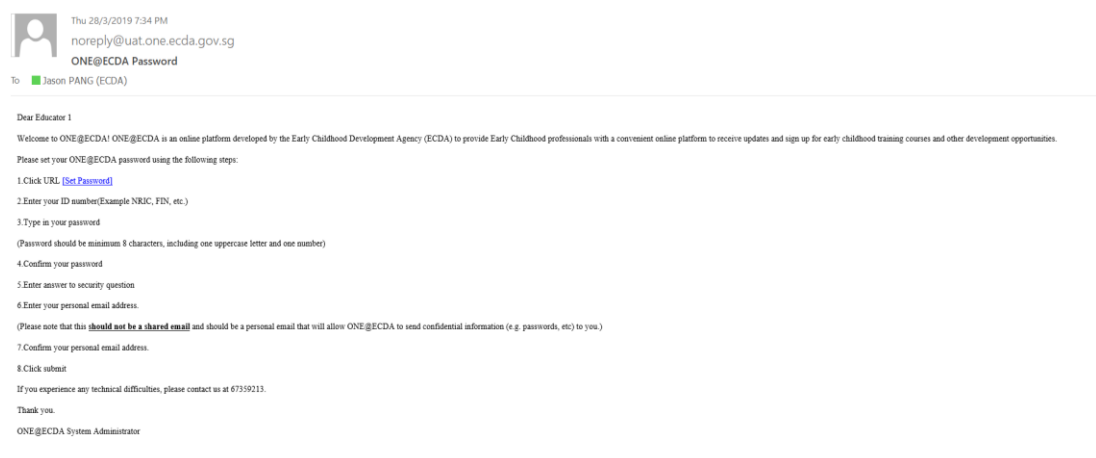 Thu 28/3/2019 7:34 PM
noreply@uat.one.ecda.gov.sg
ONE@ECDA Password
To Jason PANG (ECDA)
Dear Educator 1
Welcome to ONE@ECDA! ONE@ECDA is an online platform developed by the Early Childhood Development Agency (ECDA) to provide Early Childhood professionals with a convenient online platform to receive updates and sign up for early childhood training courses and other development opportunities.
Please set your ONE@ECDA password using the following steps:
1.Click URL [Set Password]
2.Enter your ID number(Example NRIC, FIN, etc.)
3.Type in your password
(Password should be minimum 8 characters, including one uppercase letter and one number)
4.Confirm your password
5.Enter answer to security question
6.Enter your personal email address.
(Please note that this should not be a shared email and should be a personal email that will allow ONE@ECDA to send confidential information (e.g. passwords, etc) to you.)
7.Confirm your personal email address.
8.Click submit
If you experience any technical difficulties, please contact us at 67359213.
Thank you.
ONE@ECDA System Administrator